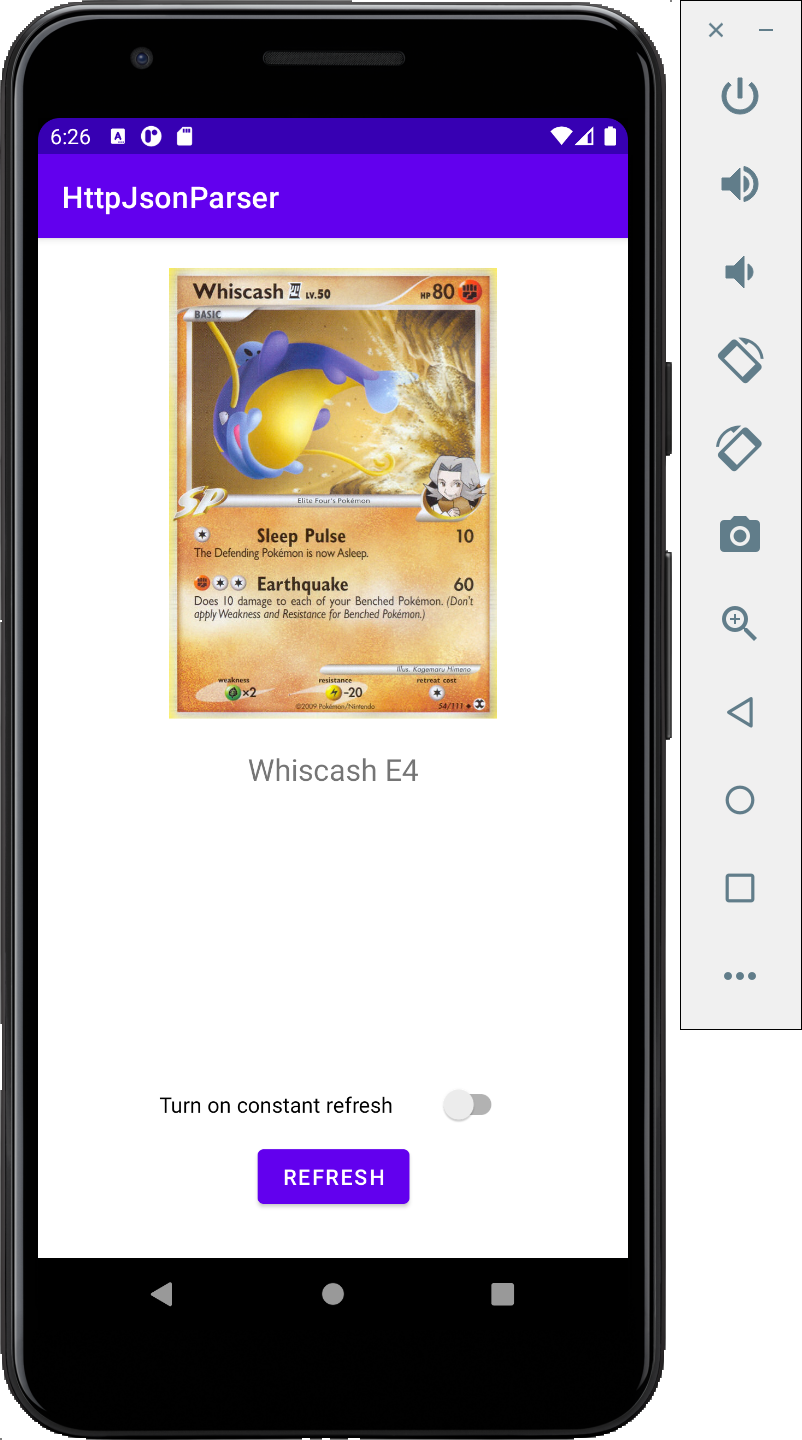 6:26
HttpJsonParser
Whiscash LV.50 HP 80
BASIC
SP
Elite Four's Pokémon
Sleep Pulse 10
The Defending Pokémon is now Asleep.
Earthquake 60
Does 10 damage to each of your Benched Pokémon. (Don't
apply Weakness and Resistance for Benched Pokémon.)
Illus. Kagemaru Himeno
weakness resistance retreat cost
×2 -20
©2009 Pokémon/Nintendo 54/111
Whiscash E4
Turn on constant refresh
REFRESH